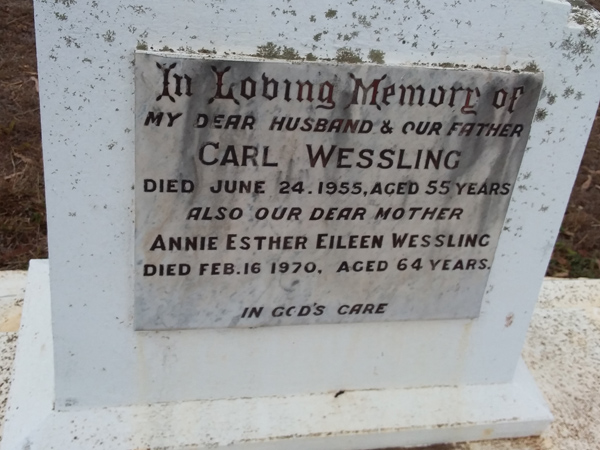 In Loving Memory of
MY DEAR HUSBAND & OUR FATHER
CARL WESSLING
DIED JUNE 24.1955, AGED 55 YEARS
ALSO OUR DEAR MOTHER
ANNIE ESTHER EILEEN WESSLING
DIED FEB.16 1970. AGED 64 YEARS.
IN GOD'S CARE